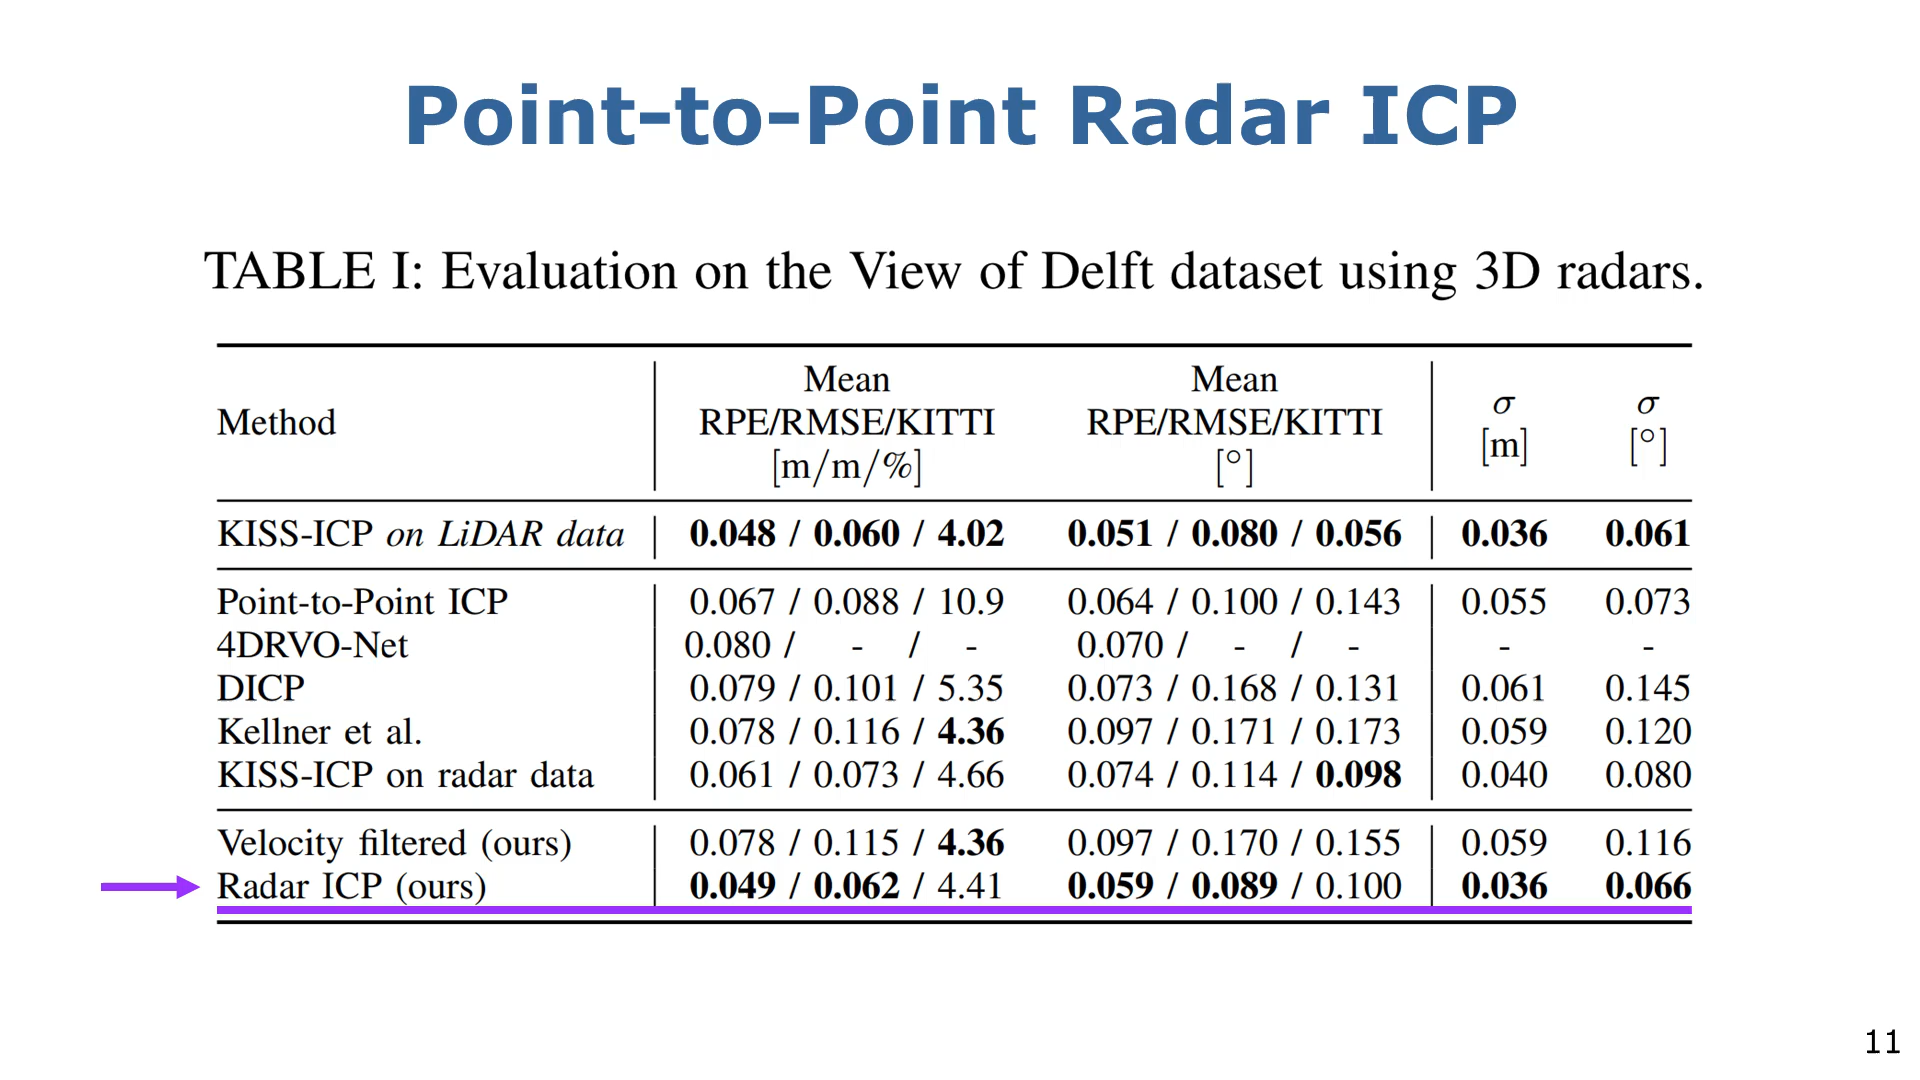 Point-to-Point Radar ICP
TABLE I: Evaluation on the View of Delft dataset using 3D radars.
Method | Mean RPE/RMSE/KITTI [m/m/%] | Mean RPE/RMSE/KITTI [°] | σ [m] | σ [°]
KISS-ICP on LiDAR data | 0.048 / 0.060 / 4.02 | 0.051 / 0.080 / 0.056 | 0.036 | 0.061
Point-to-Point ICP | 0.067 / 0.088 / 10.9 | 0.064 / 0.100 / 0.143 | 0.055 | 0.073
4DRVO-Net | 0.080 / - / - | 0.070 / - / - | - | -
DICP | 0.079 / 0.101 / 5.35 | 0.073 / 0.168 / 0.131 | 0.061 | 0.145
Kellner et al. | 0.078 / 0.116 / 4.36 | 0.097 / 0.171 / 0.173 | 0.059 | 0.120
KISS-ICP on radar data | 0.061 / 0.073 / 4.66 | 0.074 / 0.114 / 0.098 | 0.040 | 0.080
Velocity filtered (ours) | 0.078 / 0.115 / 4.36 | 0.097 / 0.170 / 0.155 | 0.059 | 0.116
Radar ICP (ours) | 0.049 / 0.062 / 4.41 | 0.059 / 0.089 / 0.100 | 0.036 | 0.066
11